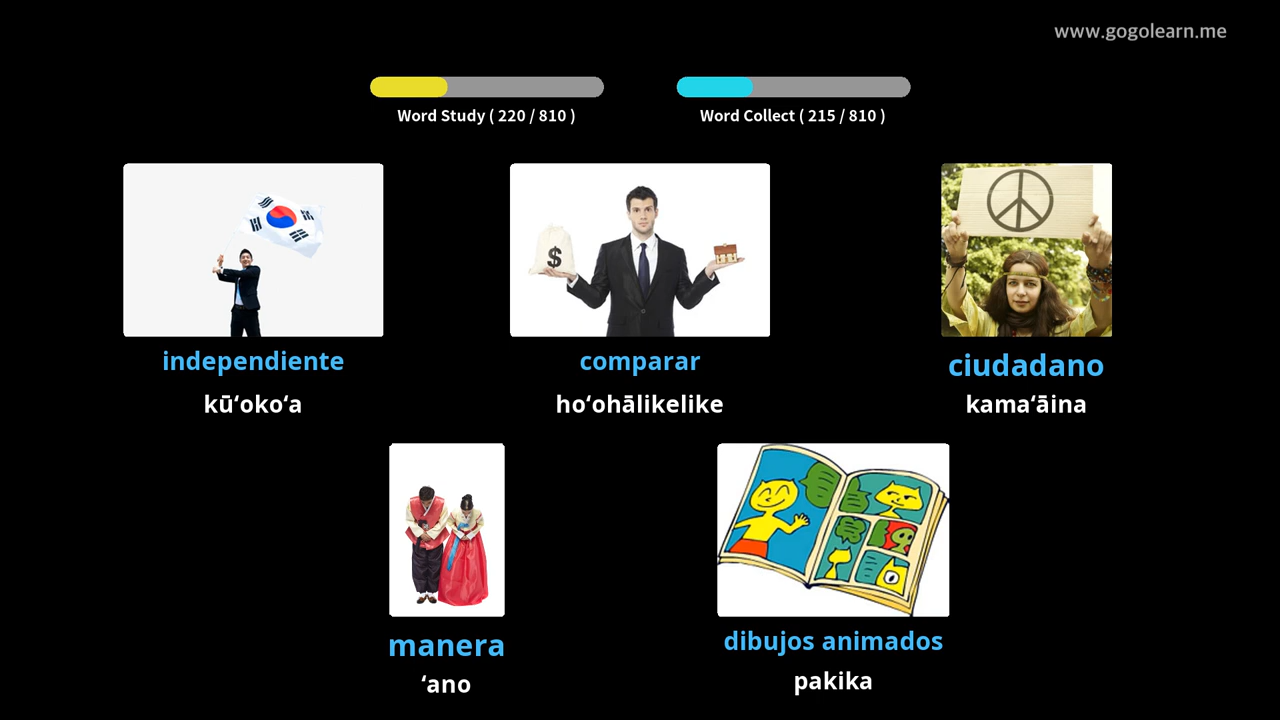 www.gogolearn.me
Word Study ( 220 / 810 )
Word Collect ( 215 / 810 )
$
independiente
comparar
ciudadano
kūʻokoʻa
hoʻohālikelike
kamaʻāina
manera
dibujos animados
ʻano
pakika